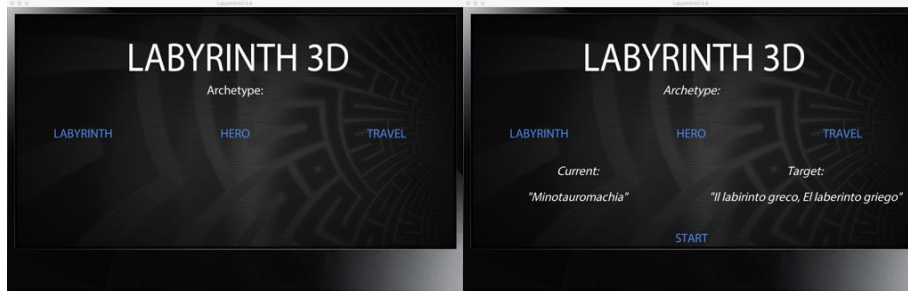 LABYRINTH 3D
Archetype:
LABYRINTH HERO TRAVEL
LABYRINTH 3D
Archetype:
LABYRINTH HERO TRAVEL
Current: Target:
"Minotauromachia" "Il labirinto greco, El laberinto griego"
START